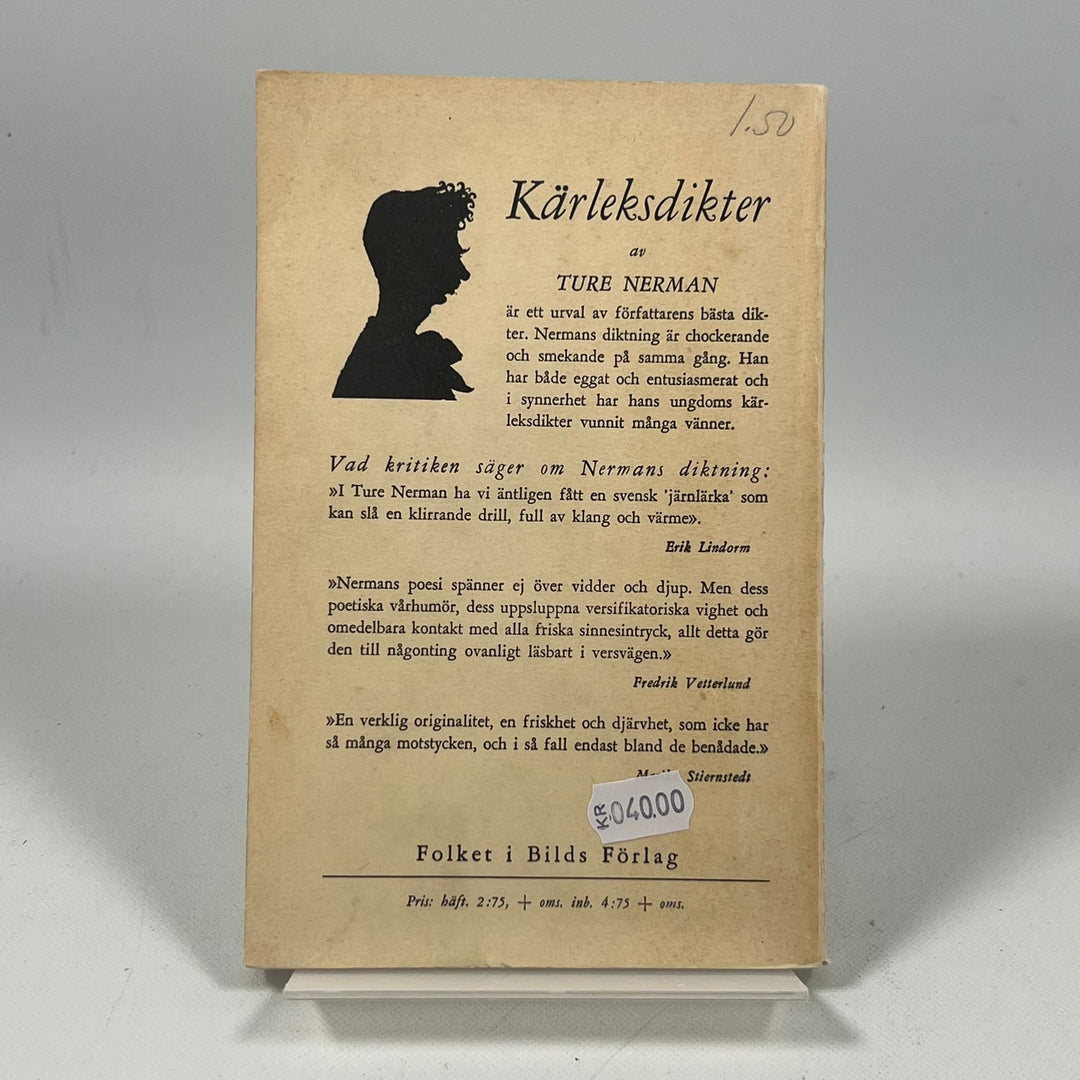 1.50
Kärleksdikter
av
TURE NERMAN
är ett urval av författarens bästa dik-
ter. Nermans diktning är chockerande
och smekande på samma gång. Han
har både eggat och entusiasmerat och
i synnerhet har hans ungdoms kär-
leksdikter vunnit många vänner.
Vad kritiken säger om Nermans diktning:
»I Ture Nerman ha vi äntligen fått en svensk 'järnlärka' som
kan slå en klirrande drill, full av klang och värme».
Erik Lindorm
»Nermans poesi spänner ej över vidder och djup. Men dess
poetiska vårhumör, dess uppsluppna versifikatoriska vighet och
omedelbara kontakt med alla friska sinnesintryck, allt detta gör
den till någonting ovanligt läsbart i versvägen.»
Fredrik Vetterlund
»En verklig originalitet, en friskhet och djärvhet, som icke har
så många motstycken, och i så fall endast bland de benådade.»
Stiernstedt
KR.040.00
Folket i Bilds Förlag
Pris: häft. 2:75, + oms. inb. 4:75 + oms.